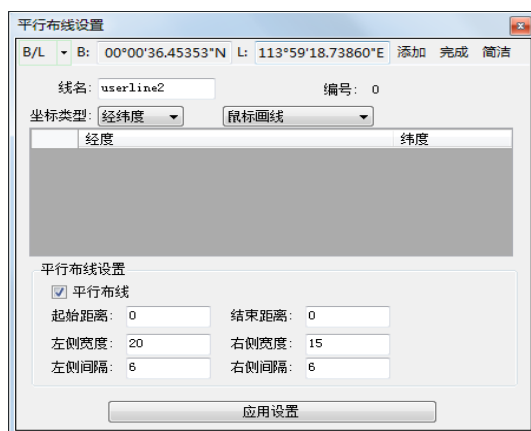 平行布线设置
B/L B: 00°00'36.45353"N L: 113°59'18.73860"E 添加 完成 简洁
线名: userline2 编号: 0
坐标类型: 经纬度 鼠标画线
经度 纬度
平行布线设置
平行布线
起始距离: 0 结束距离: 0
左侧宽度: 20 右侧宽度: 15
左侧间隔: 6 右侧间隔: 6
应用设置